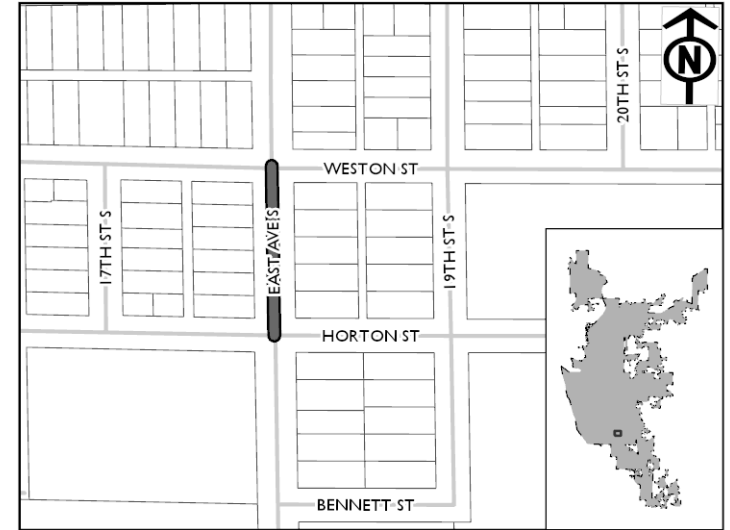 N
20TH ST S
WESTON ST
17TH ST S
EAST AVE S
19TH ST S
HORTON ST
BENNETT ST